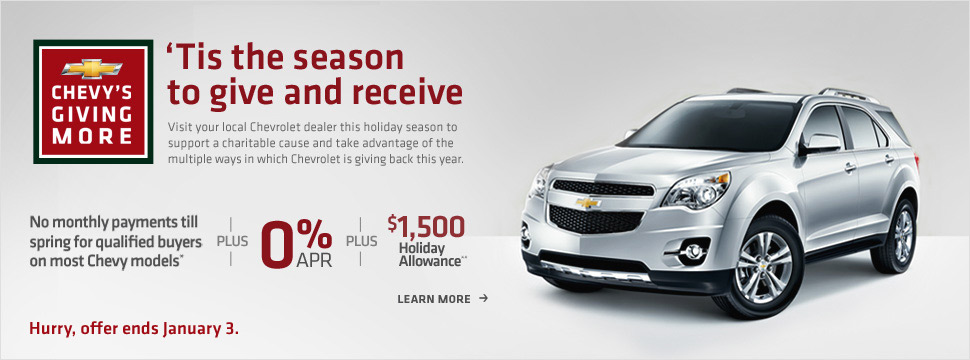 CHEVY'S
GIVING
MORE
‘Tis the season
to give and receive
Visit your local Chevrolet dealer this holiday season to
support a charitable cause and take advantage of the
multiple ways in which Chevrolet is giving back this year.
No monthly payments till
spring for qualified buyers
on most Chevy models*
PLUS
0%
APR
PLUS
$1,500
Holiday
Allowance**
LEARN MORE →
Hurry, offer ends January 3.